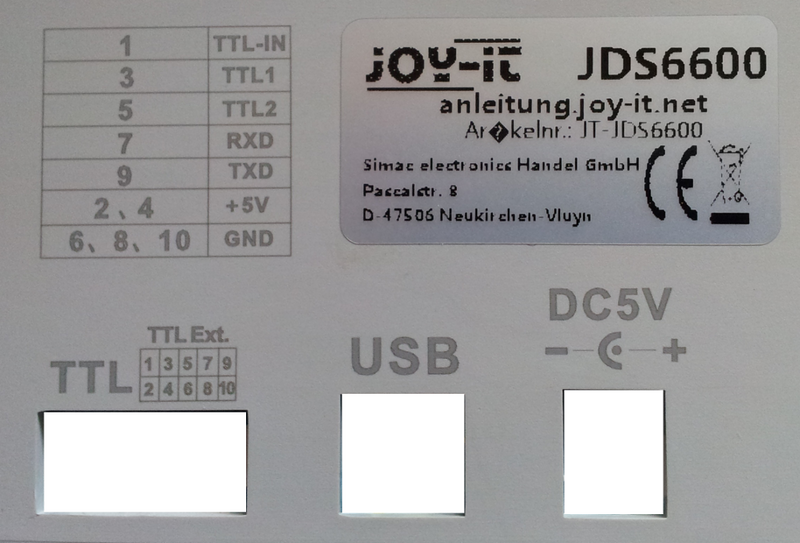 1 TTL-IN
3 TTL1
5 TTL2
7 RXD
9 TXD
2、4 +5V
6、8、10 GND
JOY-iT JDS6600
anleitung.joy-it.net
Ar�kelnr.: JT-JDS6600
Simac electronics Handel GmbH
Pascalstr. 8
D-47506 Neukirchen-Vluyn
CE
TTL
TTL Ext.
1 3 5 7 9
2 4 6 8 10
USB
DC5V
- +